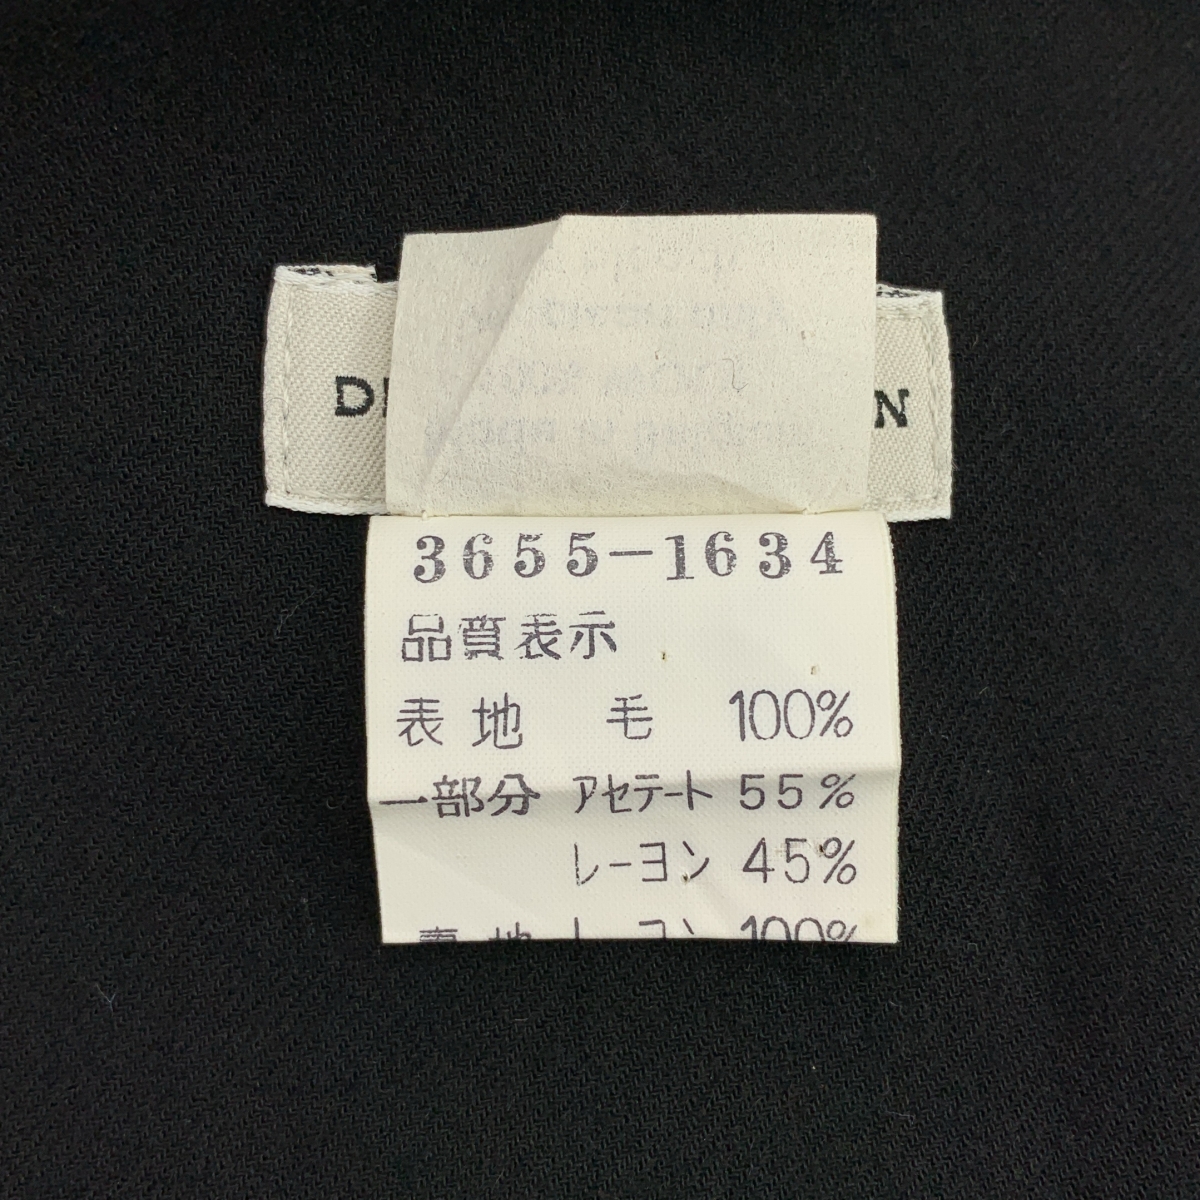 D
N
3655-1634
品質表示
表地 毛 100%
一部分 アセテート 55%
レーヨン 45%
100%